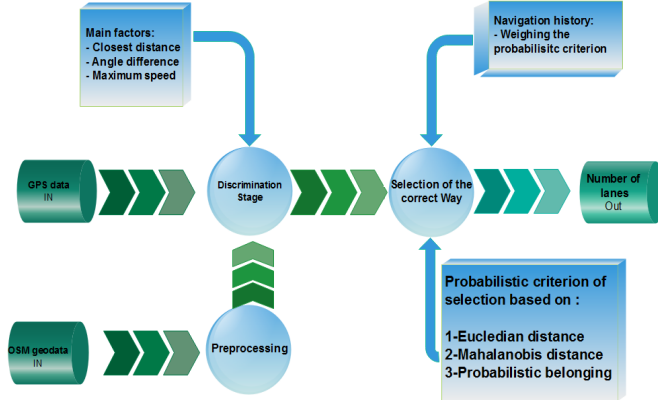 Main factors:
- Closest distance
- Angle difference
- Maximum speed
Navigation history:
- Weighing the
probabilisitc criterion
GPS data
IN
Discrimination
Stage
Selection of the
correct Way
Number of
lanes
Out
OSM geodata
IN
Preprocessing
Probabilistic criterion of
selection based on :
1-Eucledian distance
2-Mahalanobis distance
3-Probabilistic belonging